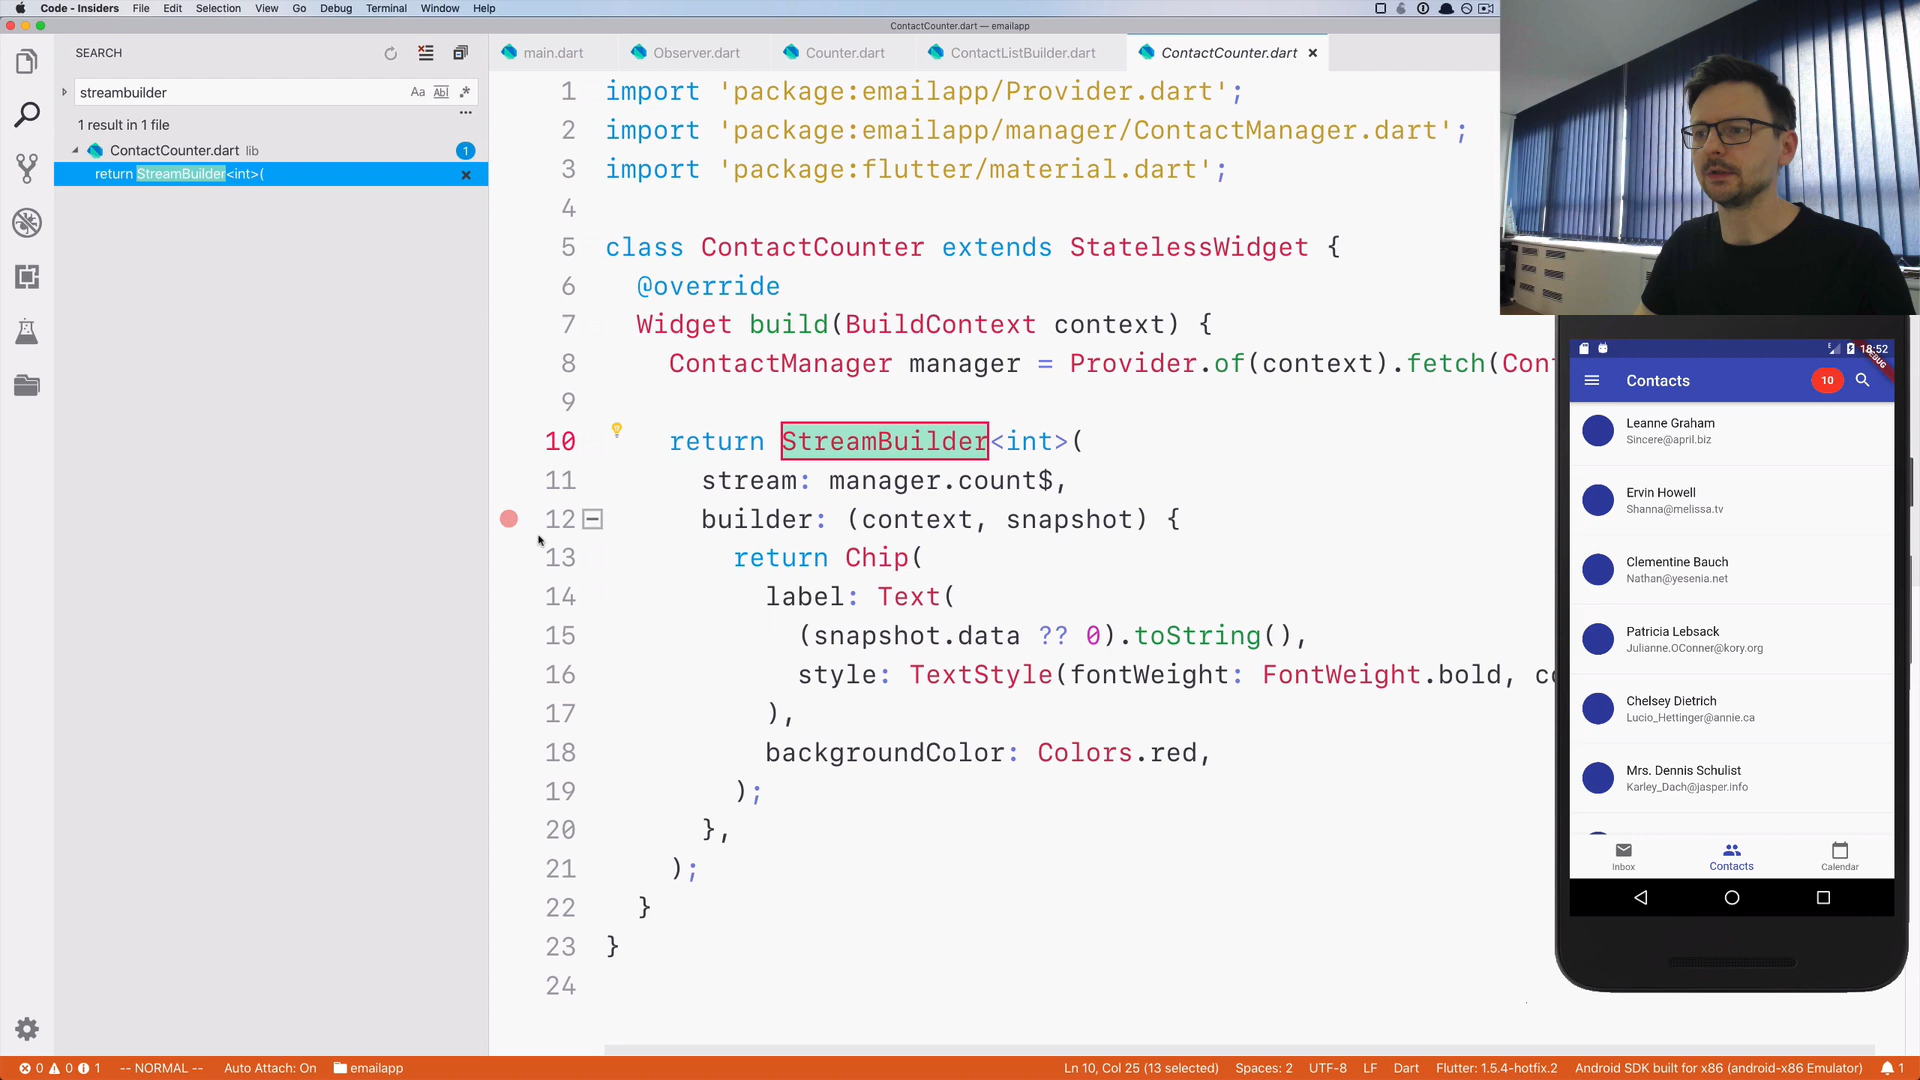 Code - Insiders File Edit Selection View Go Debug Terminal Window Help
ContactCounter.dart — emailapp
SEARCH
main.dart Observer.dart Counter.dart ContactListBuilder.dart ContactCounter.dart
streambuilder
Aa Abl .*
1 result in 1 file
ContactCounter.dart lib 1
return StreamBuilder<int>(
1 import 'package:emailapp/Provider.dart';
2 import 'package:emailapp/manager/ContactManager.dart';
3 import 'package:flutter/material.dart';
4
5 class ContactCounter extends StatelessWidget {
6 @override
7 Widget build(BuildContext context) {
8 ContactManager manager = Provider.of(context).fetch(Con
9
10 return StreamBuilder<int>(
11 stream: manager.count$,
12 builder: (context, snapshot) {
13 return Chip(
14 label: Text(
15 (snapshot.data ?? 0).toString(),
16 style: TextStyle(fontWeight: FontWeight.bold, co
17 ),
18 backgroundColor: Colors.red,
19 );
20 },
21 );
22 }
23 }
24
18:52
DEBUG
Contacts 10
Leanne Graham
Sincere@april.biz
Ervin Howell
Shanna@melissa.tv
Clementine Bauch
Nathan@yesenia.net
Patricia Lebsack
Julianne.OConner@kory.org
Chelsey Dietrich
Lucio_Hettinger@annie.ca
Mrs. Dennis Schulist
Karley_Dach@jasper.info
Inbox Contacts Calendar
0 0 1 -- NORMAL -- Auto Attach: On emailapp Ln 10, Col 25 (13 selected) Spaces: 2 UTF-8 LF Dart Flutter: 1.5.4-hotfix.2 Android SDK built for x86 (android-x86 Emulator) 1